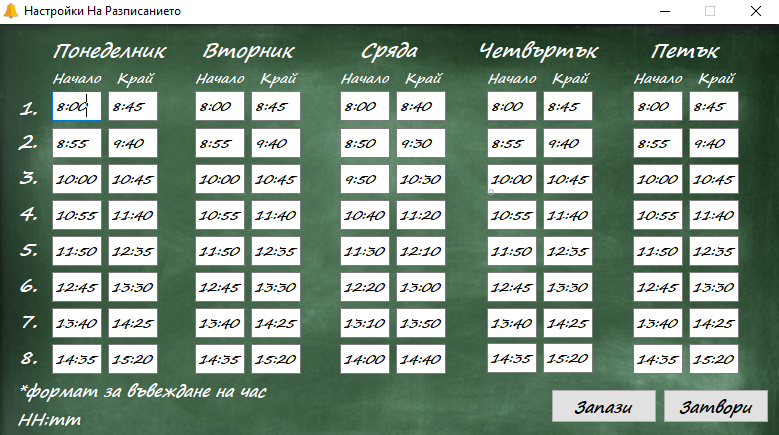 Настройки На Разписанието
Понеделник Вторник Сряда Четвъртък Петък
Начало Край Начало Край Начало Край Начало Край Начало Край
1. 8:00 8:45 8:00 8:45 8:00 8:40 8:00 8:45 8:00 8:45
2. 8:55 9:40 8:55 9:40 8:50 9:30 8:55 9:40 8:55 9:40
3. 10:00 10:45 10:00 10:45 9:50 10:30 10:00 10:45 10:00 10:45
4. 10:55 11:40 10:55 11:40 10:40 11:20 10:55 11:40 10:55 11:40
5. 11:50 12:35 11:50 12:35 11:30 12:10 11:50 12:35 11:50 12:35
6. 12:45 13:30 12:45 13:30 12:20 13:00 12:45 13:30 12:45 13:30
7. 13:40 14:25 13:40 14:25 13:10 13:50 13:40 14:25 13:40 14:25
8. 14:35 15:20 14:35 15:20 14:00 14:40 14:35 15:20 14:35 15:20
*формат за въвеждане на час
HH:mm
Запази Затвори